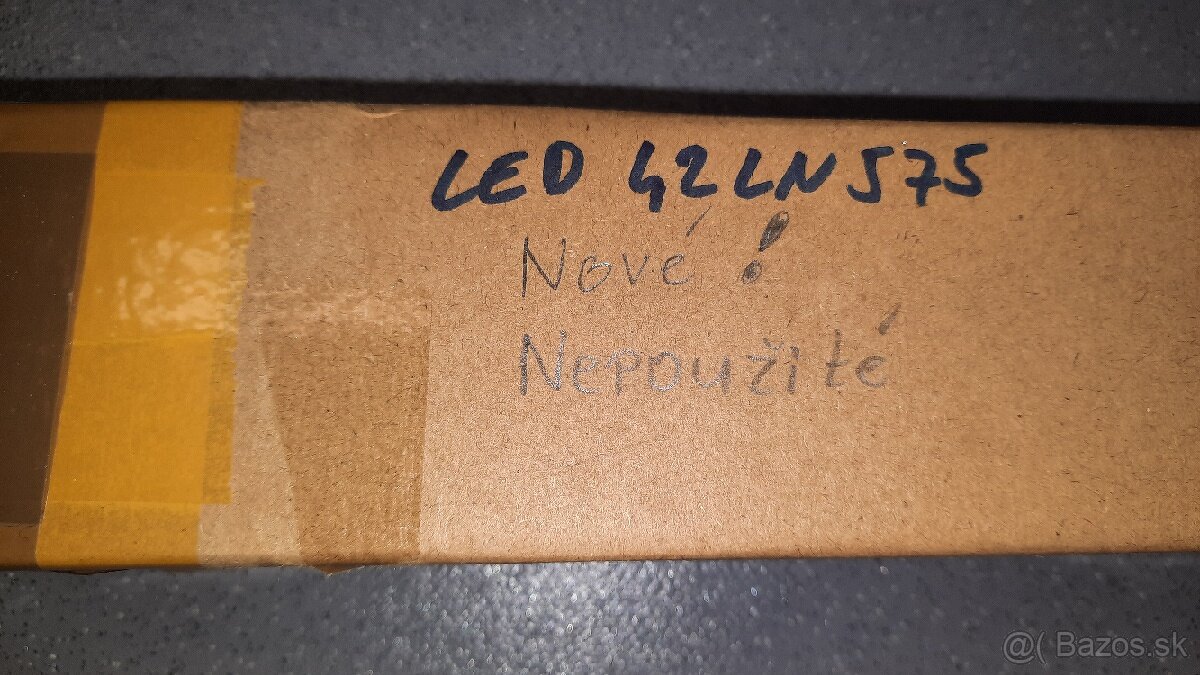 LED 42LN575
Nové!
Nepoužité
@( Bazos.sk